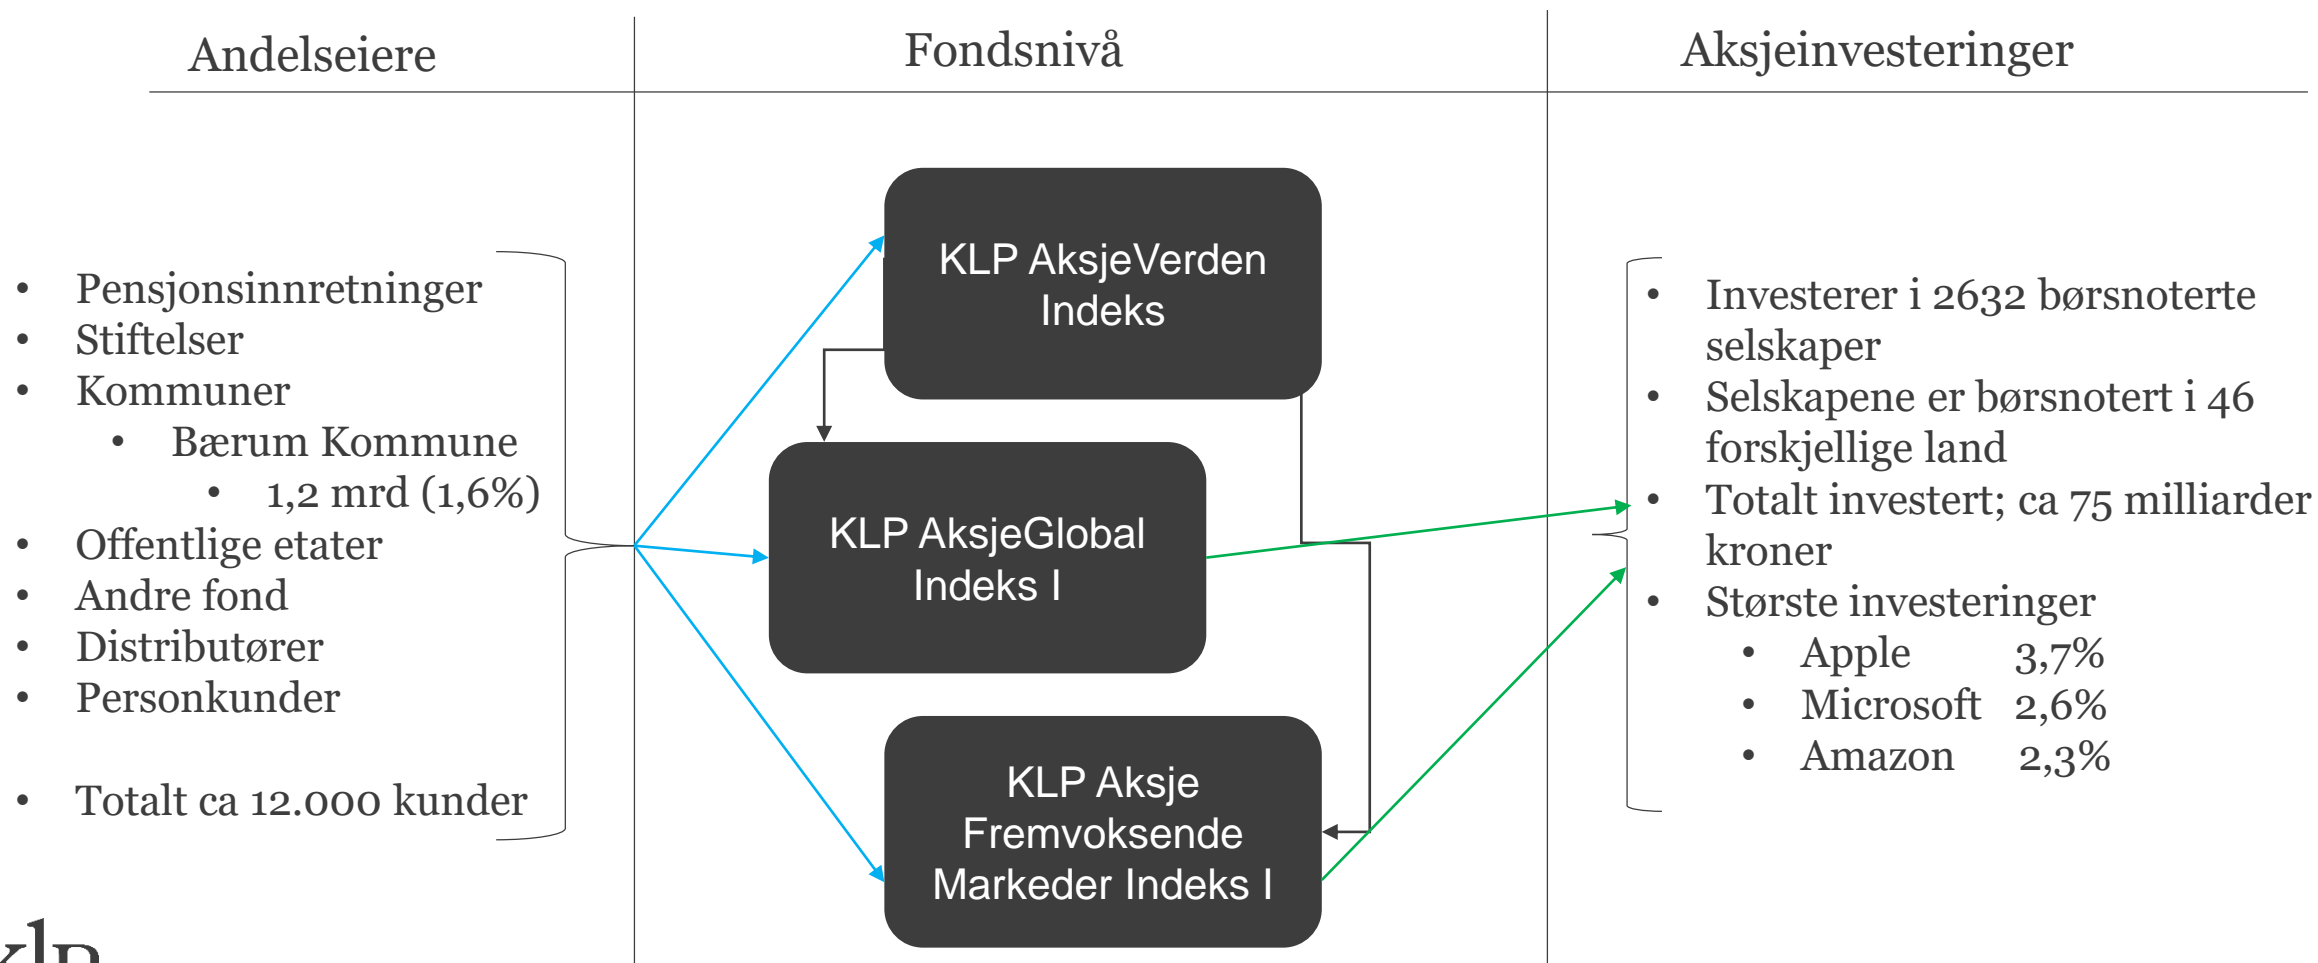 Andelseiere
Fondsnivå
Aksjeinvesteringer
• Pensjonsinnretninger
• Stiftelser
• Kommuner
• Bærum Kommune
• 1,2 mrd (1,6%)
• Offentlige etater
• Andre fond
• Distributører
• Personkunder
• Totalt ca 12.000 kunder
KLP AksjeVerden
Indeks
KLP AksjeGlobal
Indeks I
KLP Aksje
Fremvoksende
Markeder Indeks I
• Investerer i 2632 børsnoterte
selskaper
• Selskapene er børsnotert i 46
forskjellige land
• Totalt investert; ca 75 milliarder
kroner
• Største investeringer
• Apple 3,7%
• Microsoft 2,6%
• Amazon 2,3%
klp